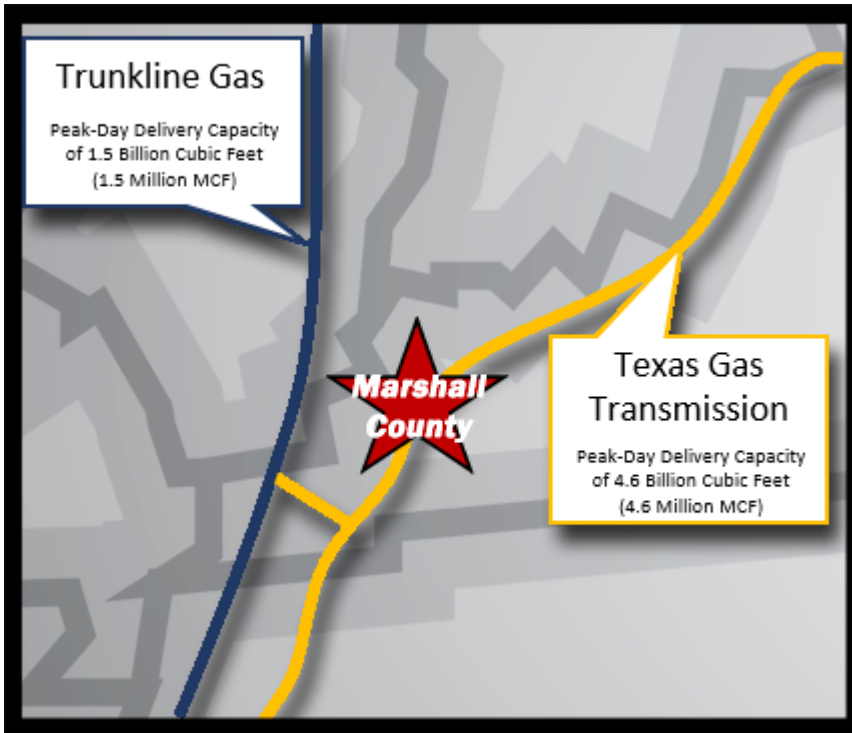 Trunkline Gas
Peak-Day Delivery Capacity
of 1.5 Billion Cubic Feet
(1.5 Million MCF)
Marshall
County
Texas Gas
Transmission
Peak-Day Delivery Capacity
of 4.6 Billion Cubic Feet
(4.6 Million MCF)